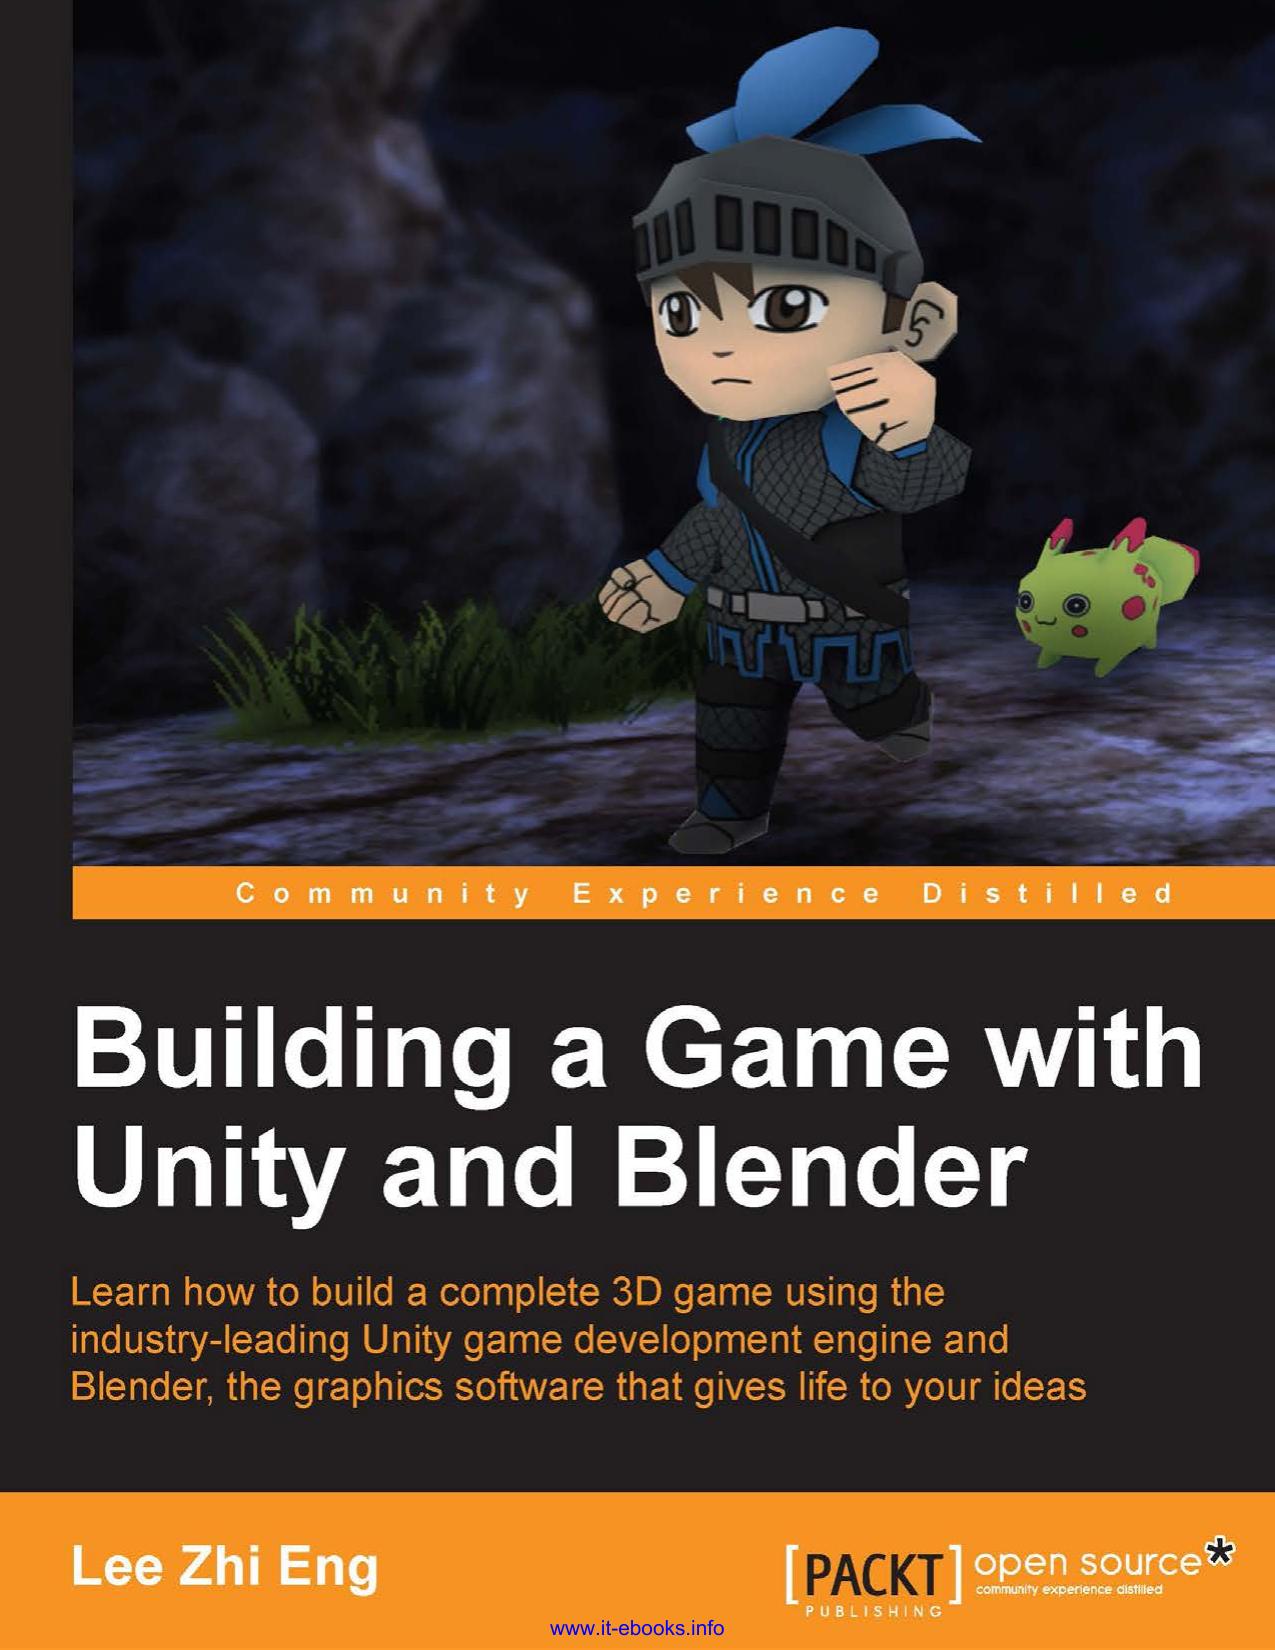 Community Experience Distilled
Building a Game with
Unity and Blender
Learn how to build a complete 3D game using the
industry-leading Unity game development engine and
Blender, the graphics software that gives life to your ideas
Lee Zhi Eng
[PACKT]
PUBLISHING
open source*
community experience distilled
www.it-ebooks.info